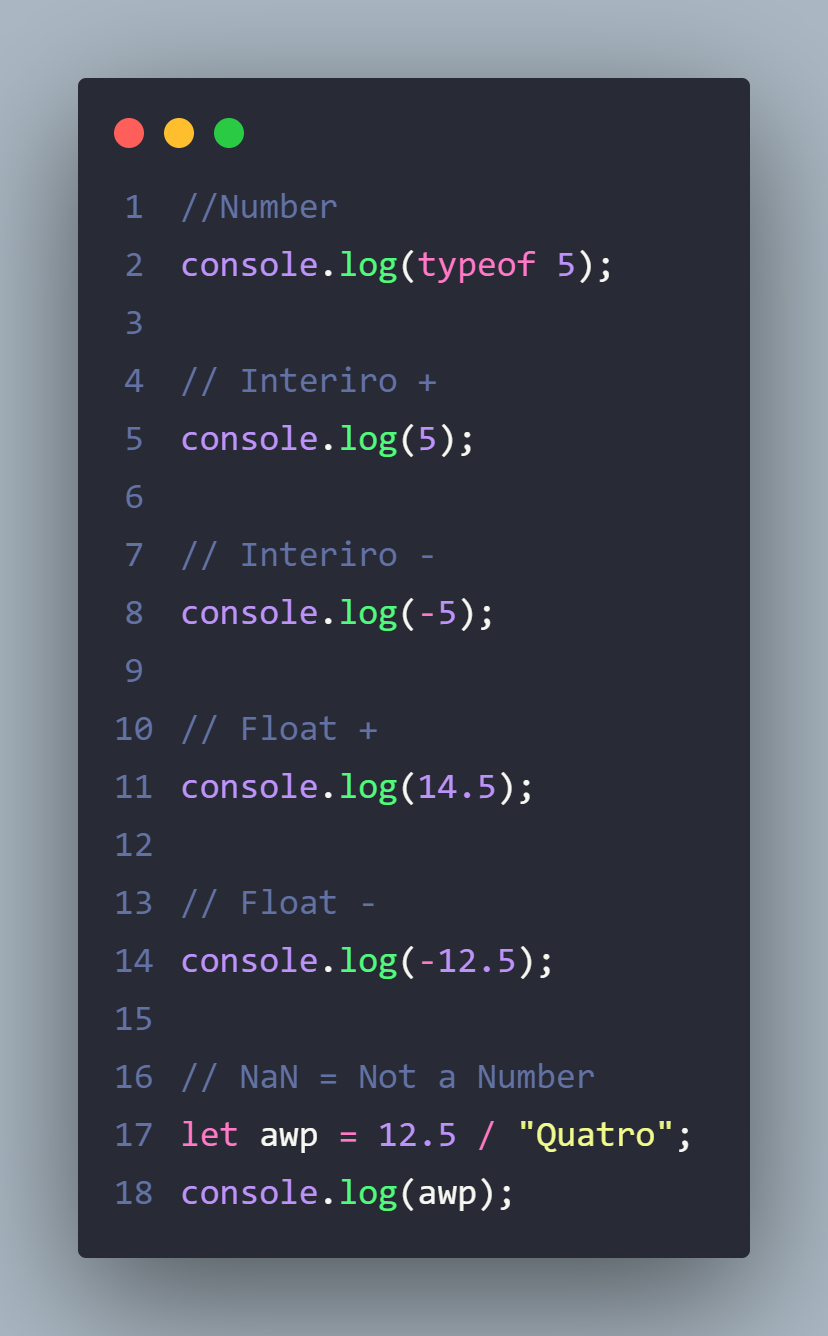 1 //Number
2 console.log(typeof 5);
3
4 // Interiro +
5 console.log(5);
6
7 // Interiro -
8 console.log(-5);
9
10 // Float +
11 console.log(14.5);
12
13 // Float -
14 console.log(-12.5);
15
16 // NaN = Not a Number
17 let awp = 12.5 / "Quatro";
18 console.log(awp);